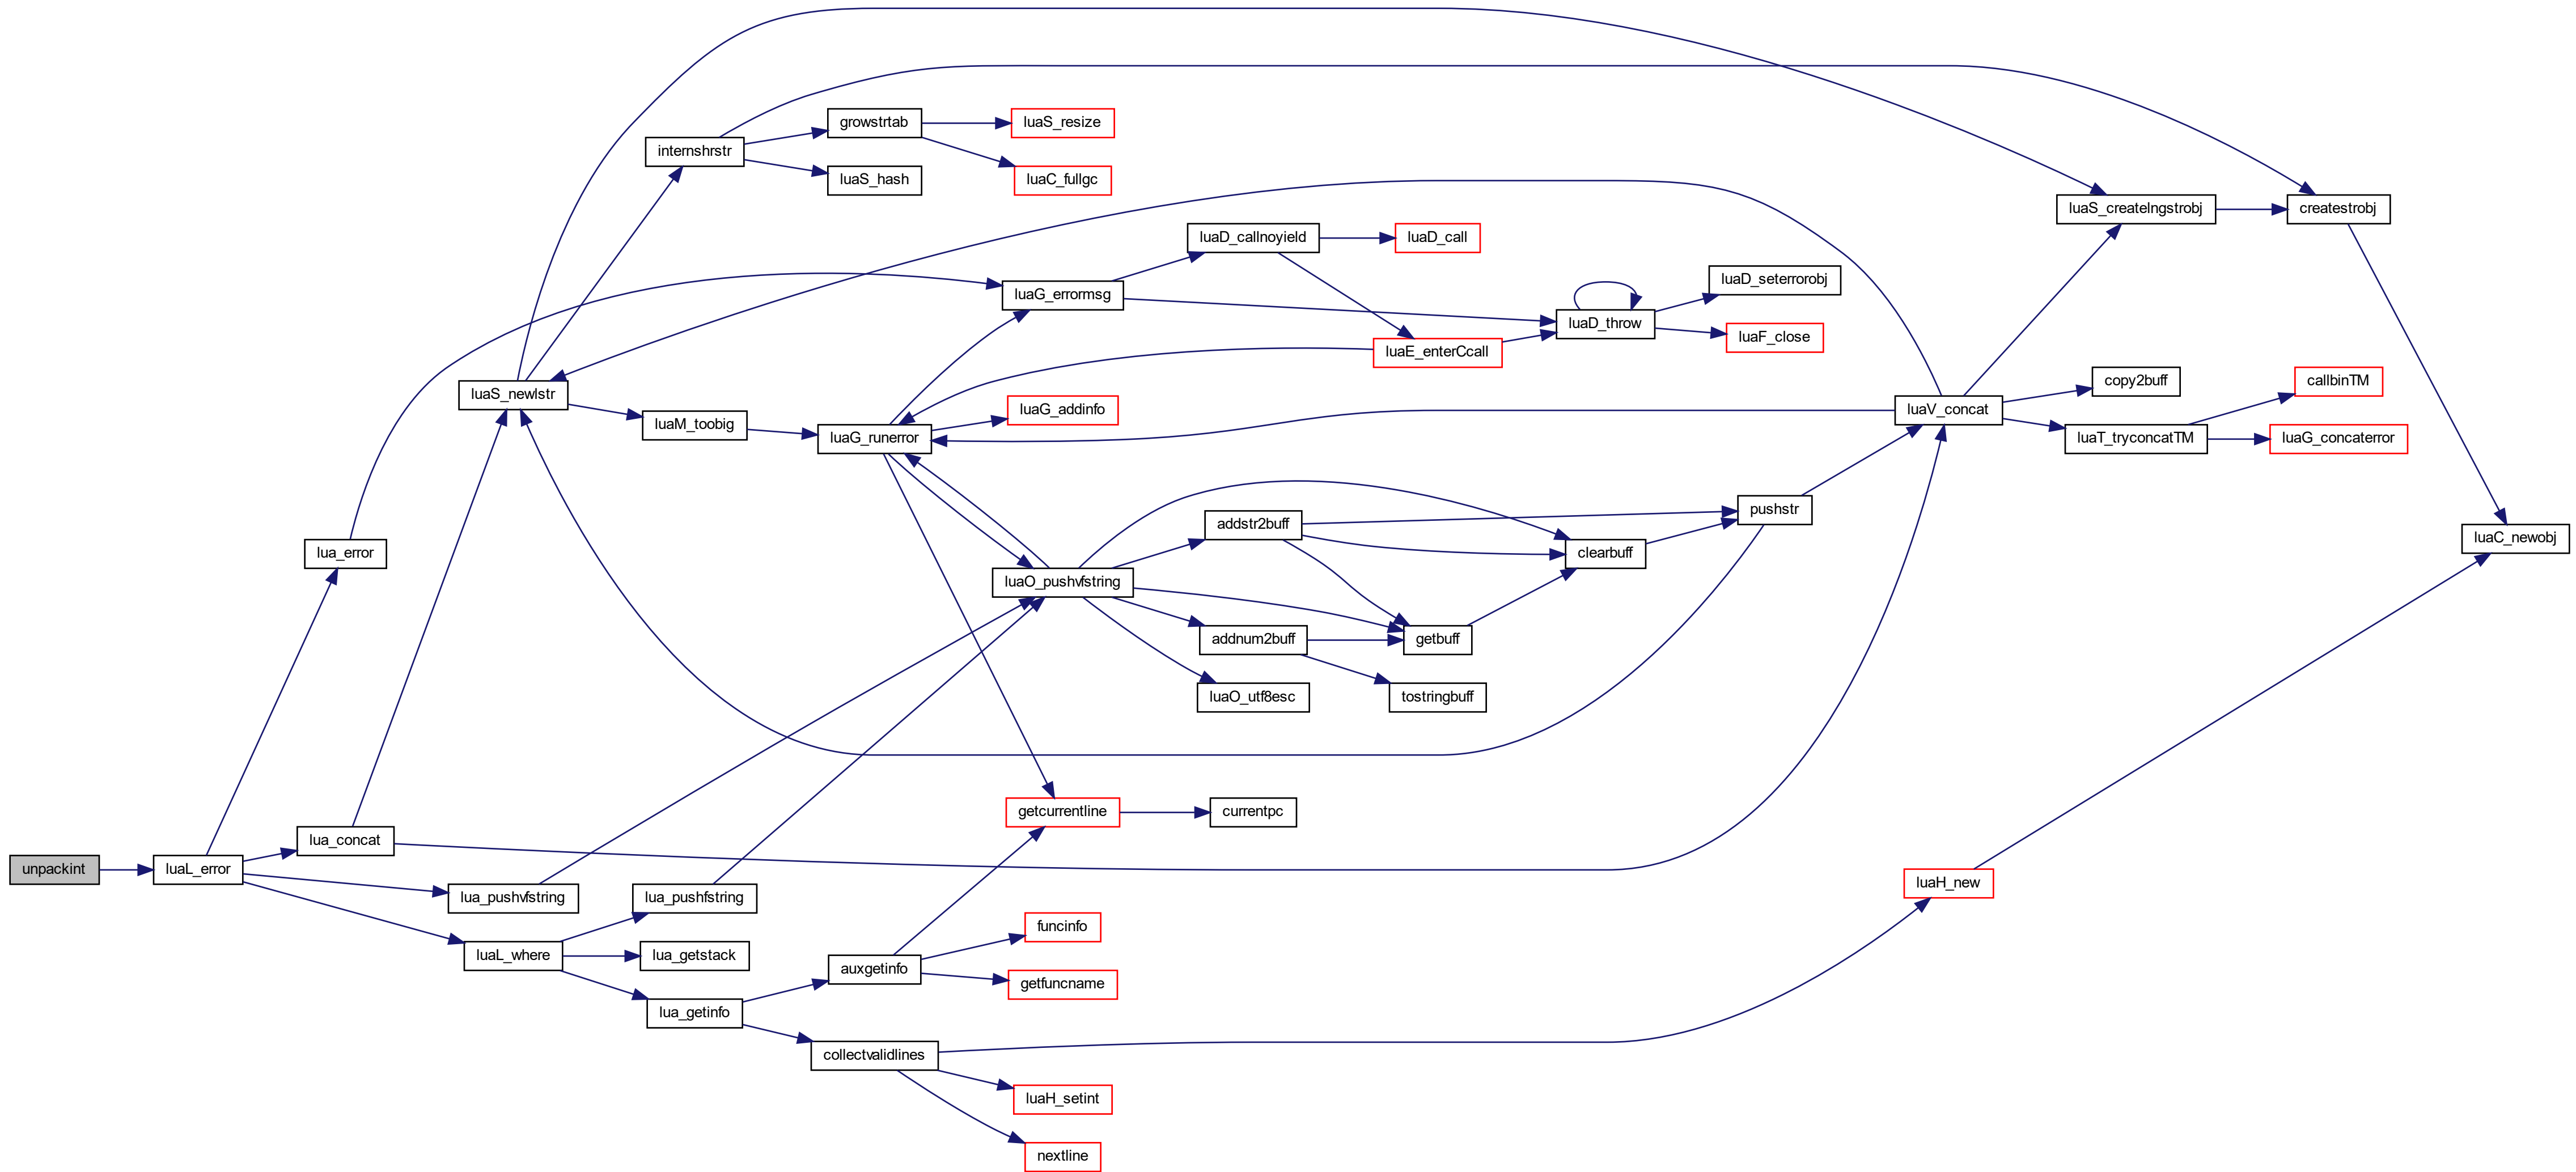 growstrtab
luaS_resize
internshrstr
luaS_hash
luaC_fullgc
luaS_createlngstrobj
createstrobj
luaD_callnoyield
luaD_call
luaG_errormsg
luaD_seterrorobj
luaD_throw
luaF_close
luaE_enterCcall
luaS_newlstr
luaM_toobig
luaG_runerror
luaG_addinfo
luaV_concat
copy2buff
callbinTM
luaT_tryconcatTM
luaG_concaterror
lua_error
addstr2buff
pushstr
clearbuff
luaC_newobj
luaO_pushvfstring
addnum2buff
getbuff
luaO_utf8esc
tostringbuff
getcurrentline
currentpc
unpackint
luaL_error
lua_concat
lua_pushvfstring
lua_pushfstring
luaH_new
luaL_where
lua_getstack
funcinfo
auxgetinfo
getfuncname
lua_getinfo
collectvalidlines
luaH_setint
nextline